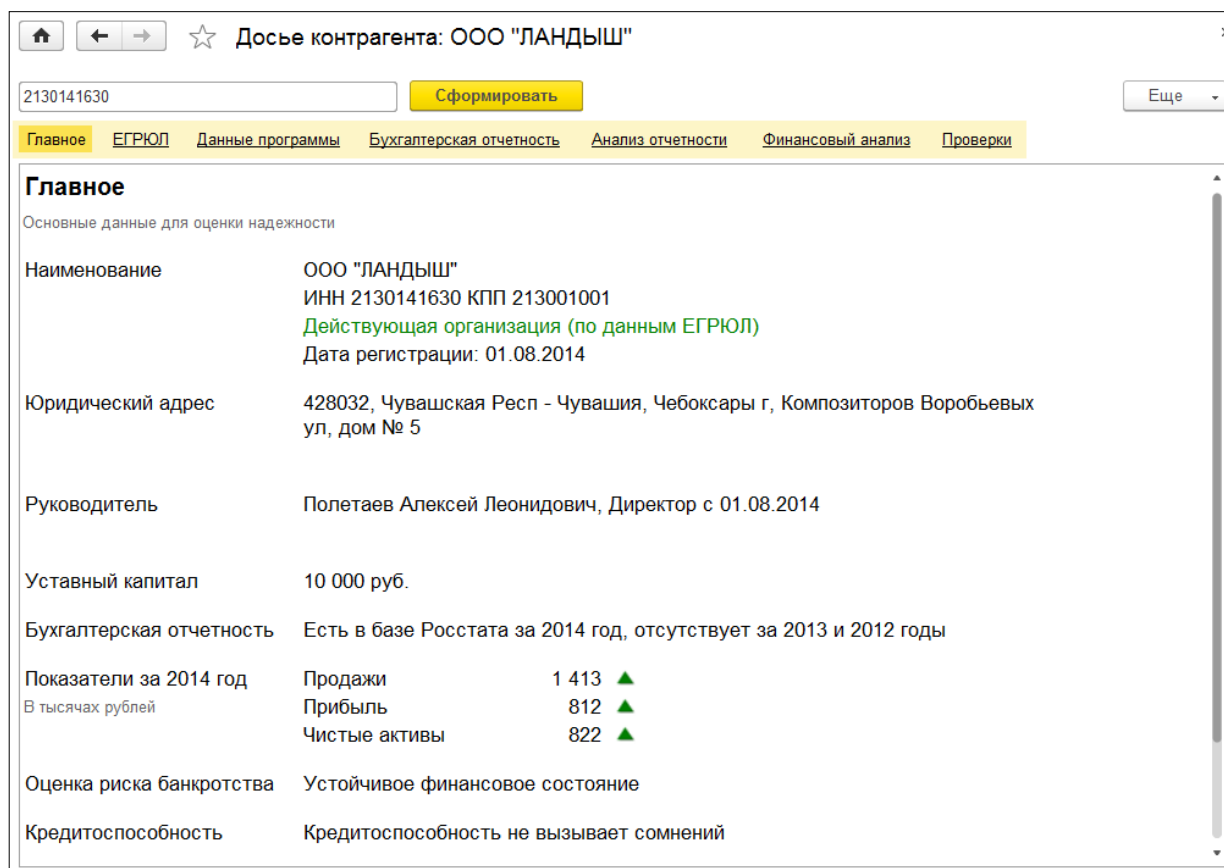 Досье контрагента: ООО "ЛАНДЫШ"
2130141630 Сформировать Еще
Главное ЕГРЮЛ Данные программы Бухгалтерская отчетность Анализ отчетности Финансовый анализ Проверки
Главное
Основные данные для оценки надежности
Наименование ООО "ЛАНДЫШ"
ИНН 2130141630 КПП 213001001
Действующая организация (по данным ЕГРЮЛ)
Дата регистрации: 01.08.2014
Юридический адрес 428032, Чувашская Респ - Чувашия, Чебоксары г, Композиторов Воробьевых
ул, дом № 5
Руководитель Полетаев Алексей Леонидович, Директор с 01.08.2014
Уставный капитал 10 000 руб.
Бухгалтерская отчетность Есть в базе Росстата за 2014 год, отсутствует за 2013 и 2012 годы
Показатели за 2014 год Продажи 1 413
В тысячах рублей Прибыль 812
Чистые активы 822
Оценка риска банкротства Устойчивое финансовое состояние
Кредитоспособность Кредитоспособность не вызывает сомнений